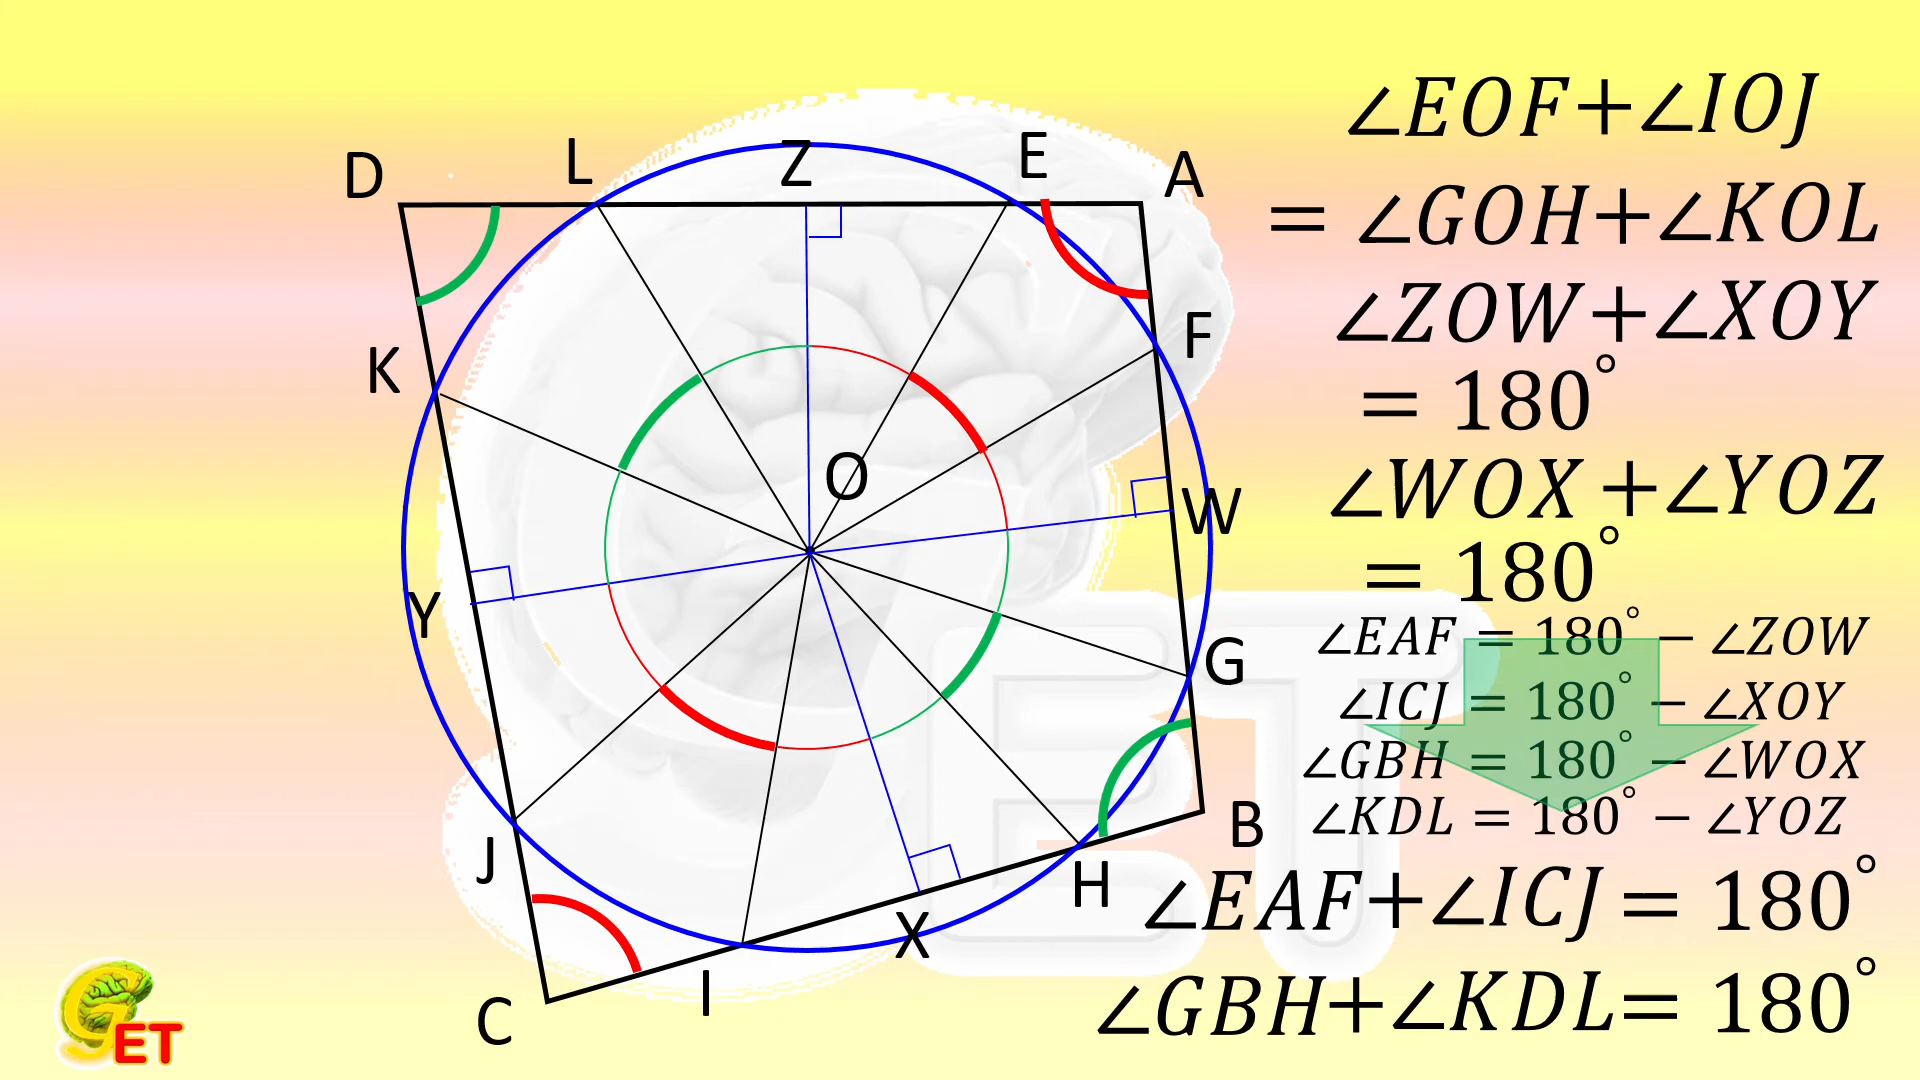 D
L
Z
E
A
K
F
O
W
Y
G
J
B
H
X
I
C
GET
ET
∠EOF+∠IOJ
= ∠GOH+∠KOL
∠ZOW+∠XOY
= 180°
∠WOX+∠YOZ
= 180°
∠EAF = 180° − ∠ZOW
∠ICJ = 180° − ∠XOY
∠GBH = 180° − ∠WOX
∠KDL = 180° − ∠YOZ
∠EAF+∠ICJ = 180°
∠GBH+∠KDL = 180°